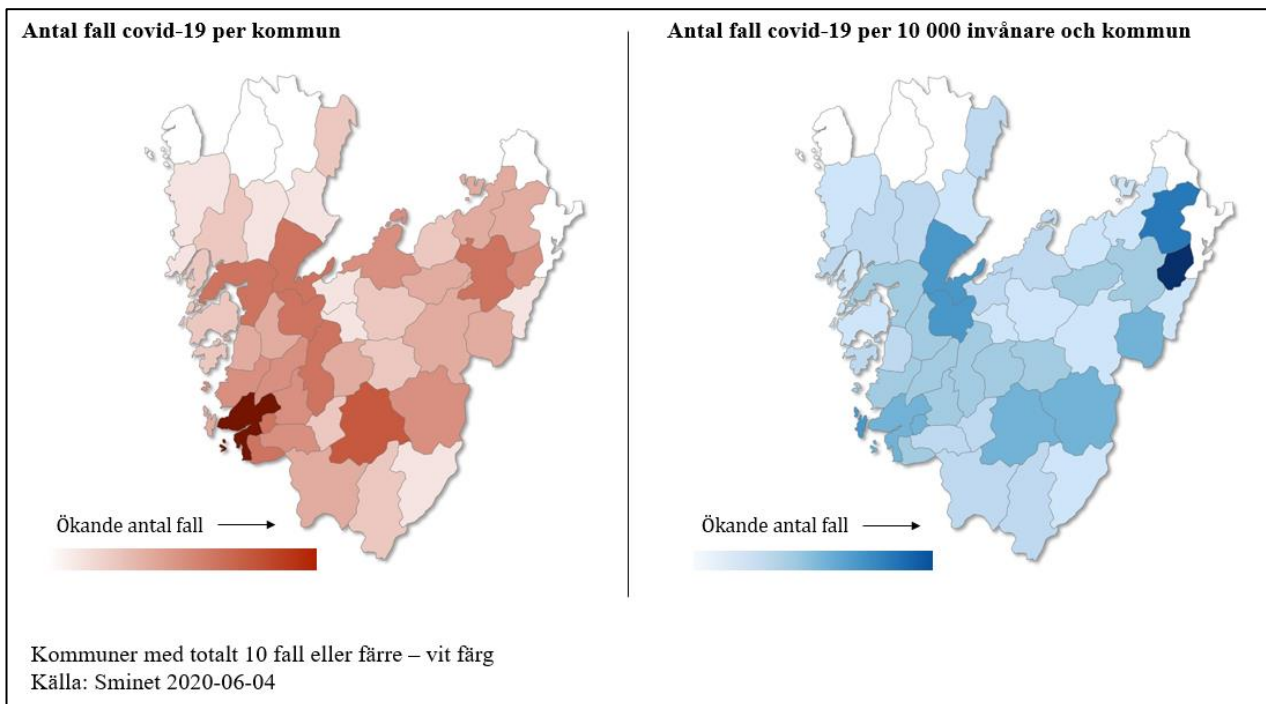 Antal fall covid-19 per kommun
Antal fall covid-19 per 10 000 invånare och kommun
Ökande antal fall
Ökande antal fall
Kommuner med totalt 10 fall eller färre – vit färg
Källa: Sminet 2020-06-04